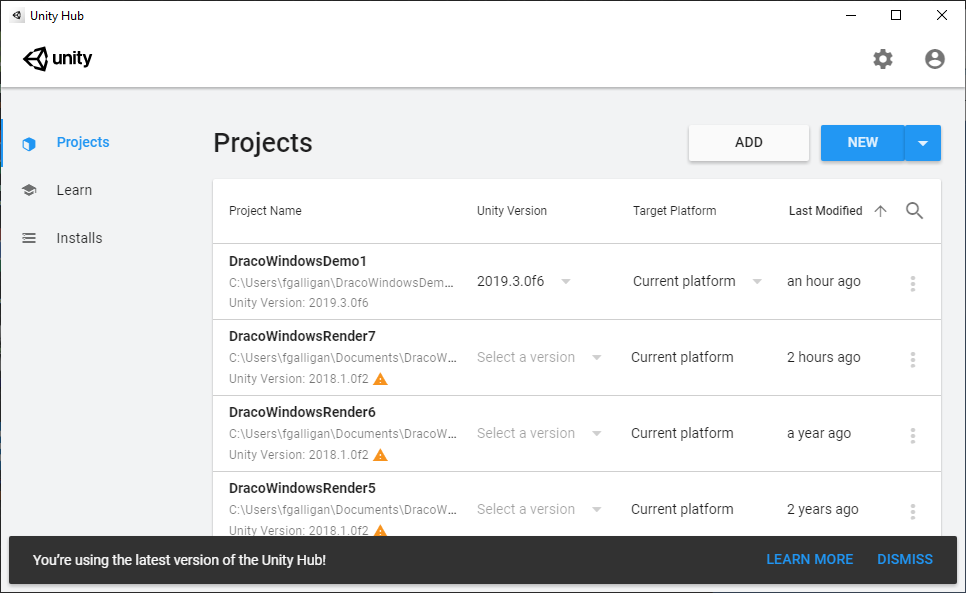 Unity Hub
unity
Projects
Learn
Installs
Projects
ADD
NEW
Project Name Unity Version Target Platform Last Modified
DracoWindowsDemo1
C:\Users\fgalligan\DracoWindowsDem...
Unity Version: 2019.3.0f6
2019.3.0f6 Current platform an hour ago
DracoWindowsRender7
C:\Users\fgalligan\Documents\DracoW...
Unity Version: 2018.1.0f2
Select a version Current platform 2 hours ago
DracoWindowsRender6
C:\Users\fgalligan\Documents\DracoW...
Unity Version: 2018.1.0f2
Select a version Current platform a year ago
DracoWindowsRender5
C:\Users\fgalligan\Documents\DracoW...
Unity Version: 2018.1.0f2
Select a version Current platform 2 years ago
You're using the latest version of the Unity Hub! LEARN MORE DISMISS